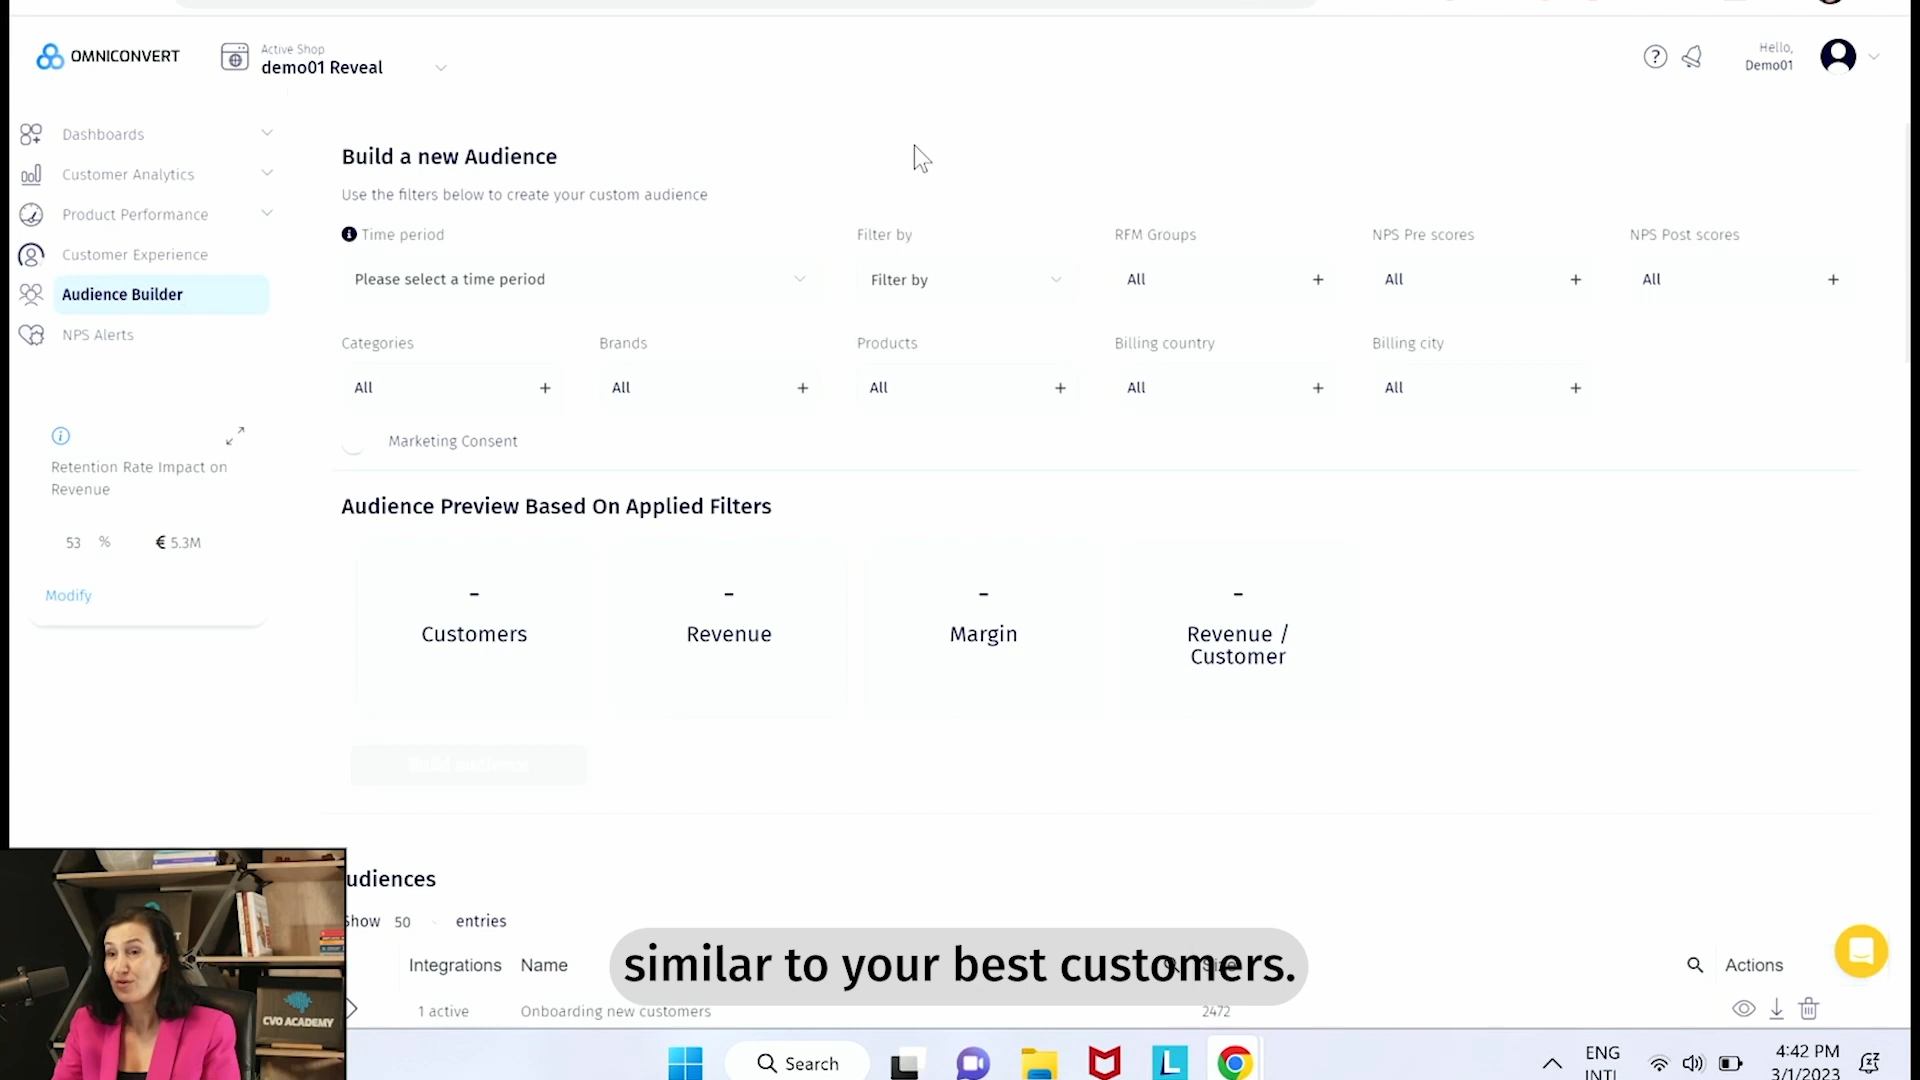 OMNICONVERT
Active Shop
demo01 Reveal
Hello,
Demo01
Dashboards
Customer Analytics
Product Performance
Customer Experience
Audience Builder
NPS Alerts
Retention Rate Impact on
Revenue
53 % € 5.3M
Modify
Build a new Audience
Use the filters below to create your custom audience
Time period
Filter by
RFM Groups
NPS Pre scores
NPS Post scores
Please select a time period
Filter by
All
All
All
Categories
Brands
Products
Billing country
Billing city
All
All
All
All
All
Marketing Consent
Audience Preview Based On Applied Filters
-
Customers
-
Revenue
-
Margin
-
Revenue /
Customer
Build audience
udiences
Show 50 entries
Integrations Name
Actions
similar to your best customers.
1 active Onboarding new customers 2472
CVO ACADEMY
Search
ENG
INTL
4:42 PM
3/1/2023